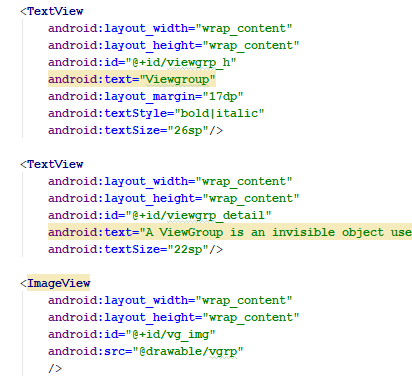 <TextView
android:layout_width="wrap_content"
android:layout_height="wrap_content"
android:id="@+id/viewgrp_h"
android:text="Viewgroup"
android:layout_margin="17dp"
android:textStyle="bold|italic"
android:textSize="26sp"/>
<TextView
android:layout_width="wrap_content"
android:layout_height="wrap_content"
android:id="@+id/viewgrp_detail"
android:text="A ViewGroup is an invisible object use
android:textSize="22sp"/>
<ImageView
android:layout_width="wrap_content"
android:layout_height="wrap_content"
android:id="@+id/vg_img"
android:src="@drawable/vgrp"
/>